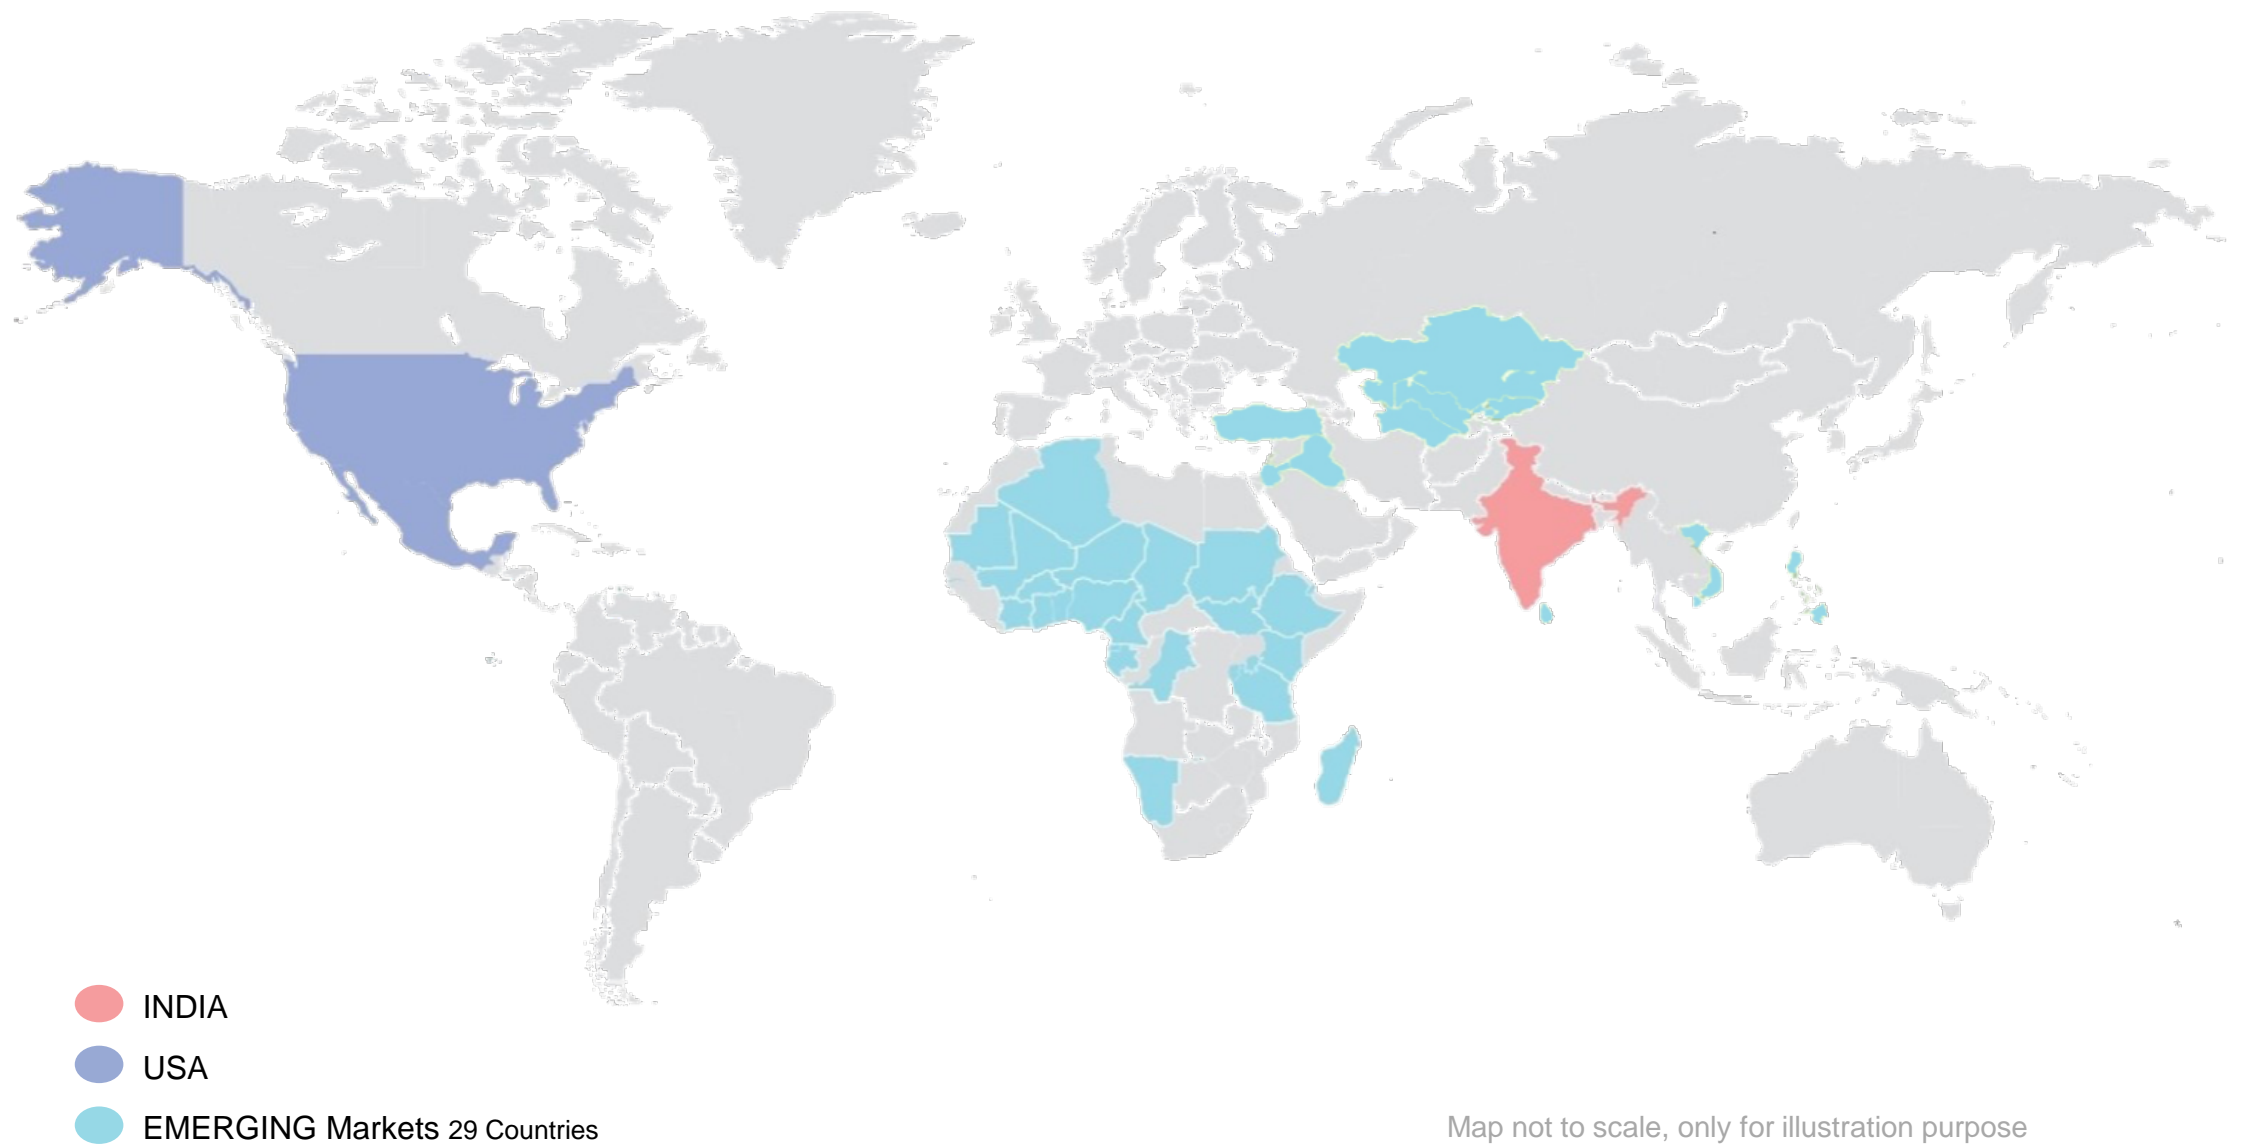 INDIA
USA
EMERGING Markets 29 Countries
Map not to scale, only for illustration purpose